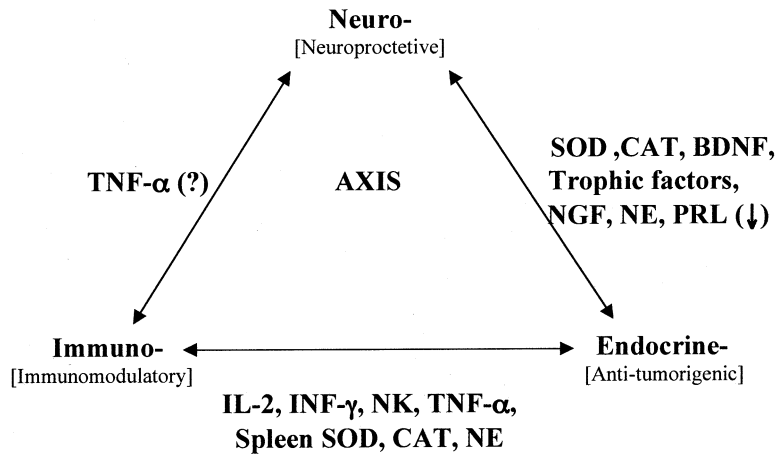 Neuro-
[Neuroproctetive]
SOD ,CAT, BDNF,
Trophic factors,
NGF, NE, PRL (↓)
TNF-α (?)
AXIS
Immuno-
[Immunomodulatory]
Endocrine-
[Anti-tumorigenic]
IL-2, INF-γ, NK, TNF-α,
Spleen SOD, CAT, NE